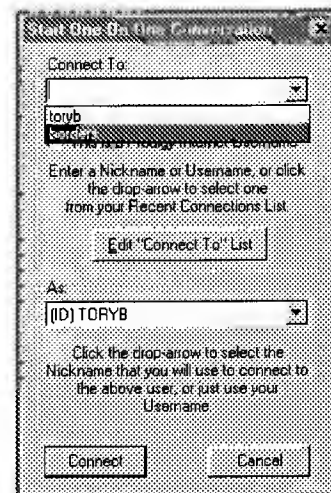 Start One On One Conversation
Connect To:
toryb
borders
This is a Prodigy Internet Username
Enter a Nickname or Username, or click
the drop-arrow to select one
from your Recent Connections List
Edit "Connect To" List
As:
(ID) TORYB
Click the drop-arrow to select the
Nickname that you will use to connect to
the above user, or just use your
Username
Connect
Cancel